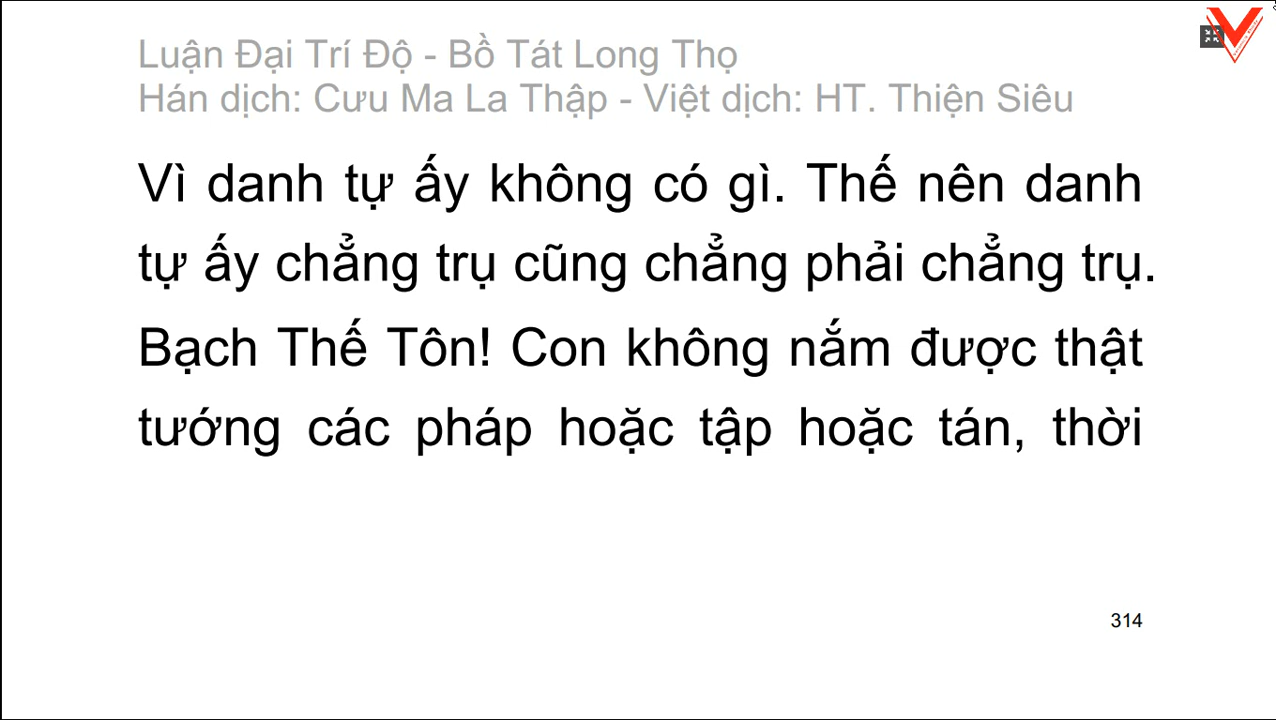 Luận Đại Trí Độ - Bồ Tát Long Thọ
Hán dịch: Cưu Ma La Thập - Việt dịch: HT. Thiện Siêu
Vì danh tự ấy không có gì. Thế nên danh
tự ấy chẳng trụ cũng chẳng phải chẳng trụ.
Bạch Thế Tôn! Con không nắm được thật
tướng các pháp hoặc tập hoặc tán, thời
314